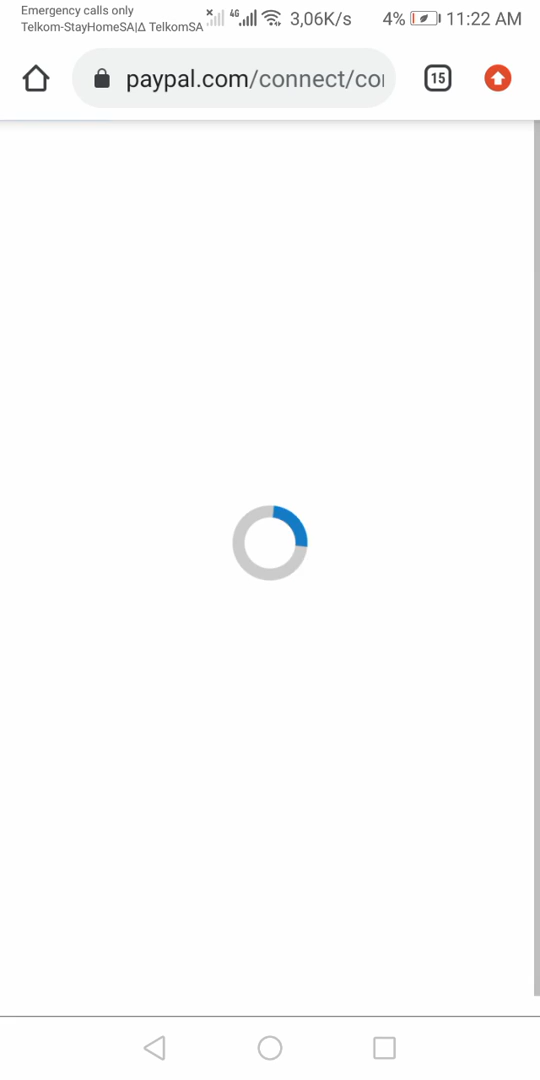 Emergency calls only
Telkom-StayHomeSA|Δ TelkomSA
4G 3,06K/s 4% 11:22 AM
paypal.com/connect/co
15